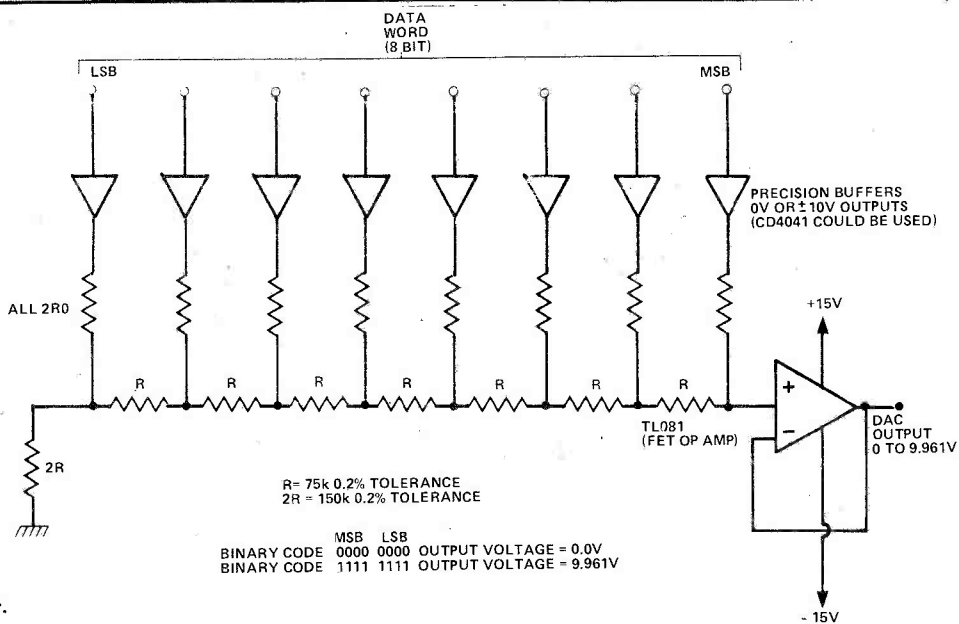 DATA
WORD
(8 BIT)
LSB
MSB
PRECISION BUFFERS
0V OR ±10V OUTPUTS
(CD4041 COULD BE USED)
ALL 2R0
+15V
R R R R R R R
+
-
TL081
(FET OP AMP)
DAC
OUTPUT
0 TO 9.961V
2R
R= 75k 0.2% TOLERANCE
2R = 150k 0.2% TOLERANCE
MSB LSB
BINARY CODE 0000 0000 OUTPUT VOLTAGE = 0.0V
BINARY CODE 1111 1111 OUTPUT VOLTAGE = 9.961V
- 15V